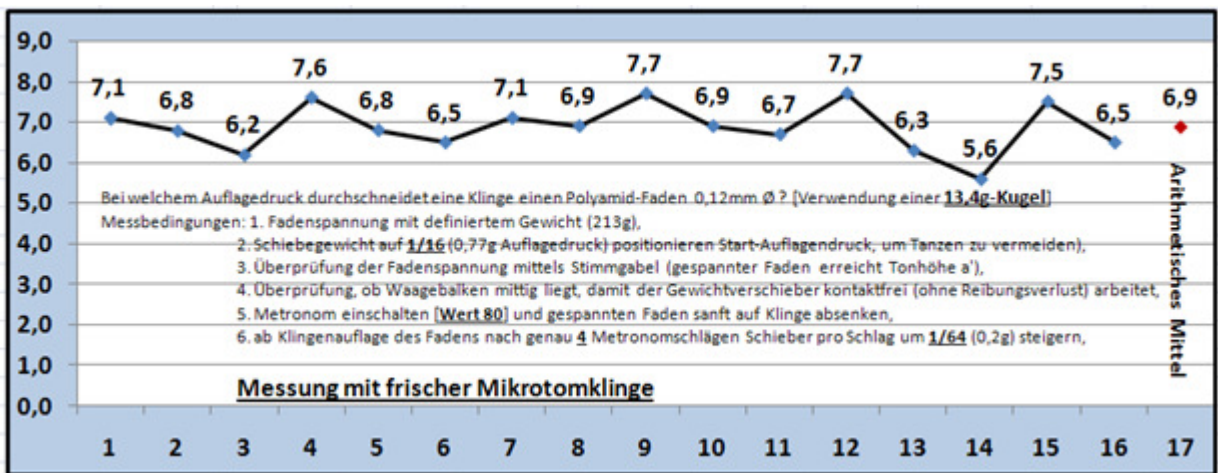 9,0
8,0
7,0
6,0
5,0
4,0
3,0
2,0
1,0
0,0
7,1 6,8 6,2 7,6 6,8 6,5 7,1 6,9 7,7 6,9 6,7 7,7 6,3 5,6 7,5 6,5 6,9
Bei welchem Auflagedruck durchschneidet eine Klinge einen Polyamid-Faden 0,12mm Ø ? [Verwendung einer 13,4g-Kugel]
Messbedingungen: 1. Fadenspannung mit definiertem Gewicht (213g),
2. Schiebegewicht auf 1/16 (0,77g Auflagedruck) positionieren Start-Auflagendruck, um Tanzen zu vermeiden),
3. Überprüfung der Fadenspannung mittels Stimmgabel (gespannter Faden erreicht Tonhöhe a'),
4. Überprüfung, ob Waagebalken mittig liegt, damit der Gewichtverschieber kontaktfrei (ohne Reibungsverlust) arbeitet,
5. Metronom einschalten [Wert 80] und gespannten Faden sanft auf Klinge absenken,
6. ab Klingenauflage des Fadens nach genau 4 Metronomschlägen Schieber pro Schlag um 1/64 (0,2g) steigern,
Messung mit frischer Mikrotomklinge
Arithmetisches Mittel
1 2 3 4 5 6 7 8 9 10 11 12 13 14 15 16 17